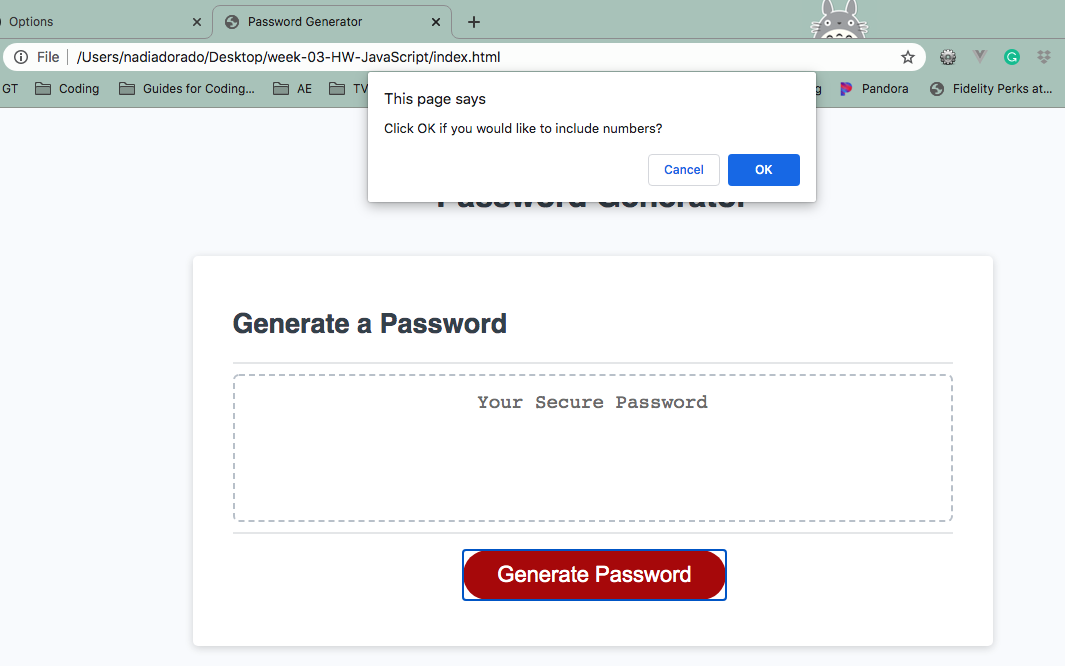 Options
Password Generator
File
/Users/nadiadorado/Desktop/week-03-HW-JavaScript/index.html
GT Coding Guides for Coding... AE TV Pandora Fidelity Perks at...
This page says
Click OK if you would like to include numbers?
Cancel OK
Password Generator
Generate a Password
Your Secure Password
Generate Password